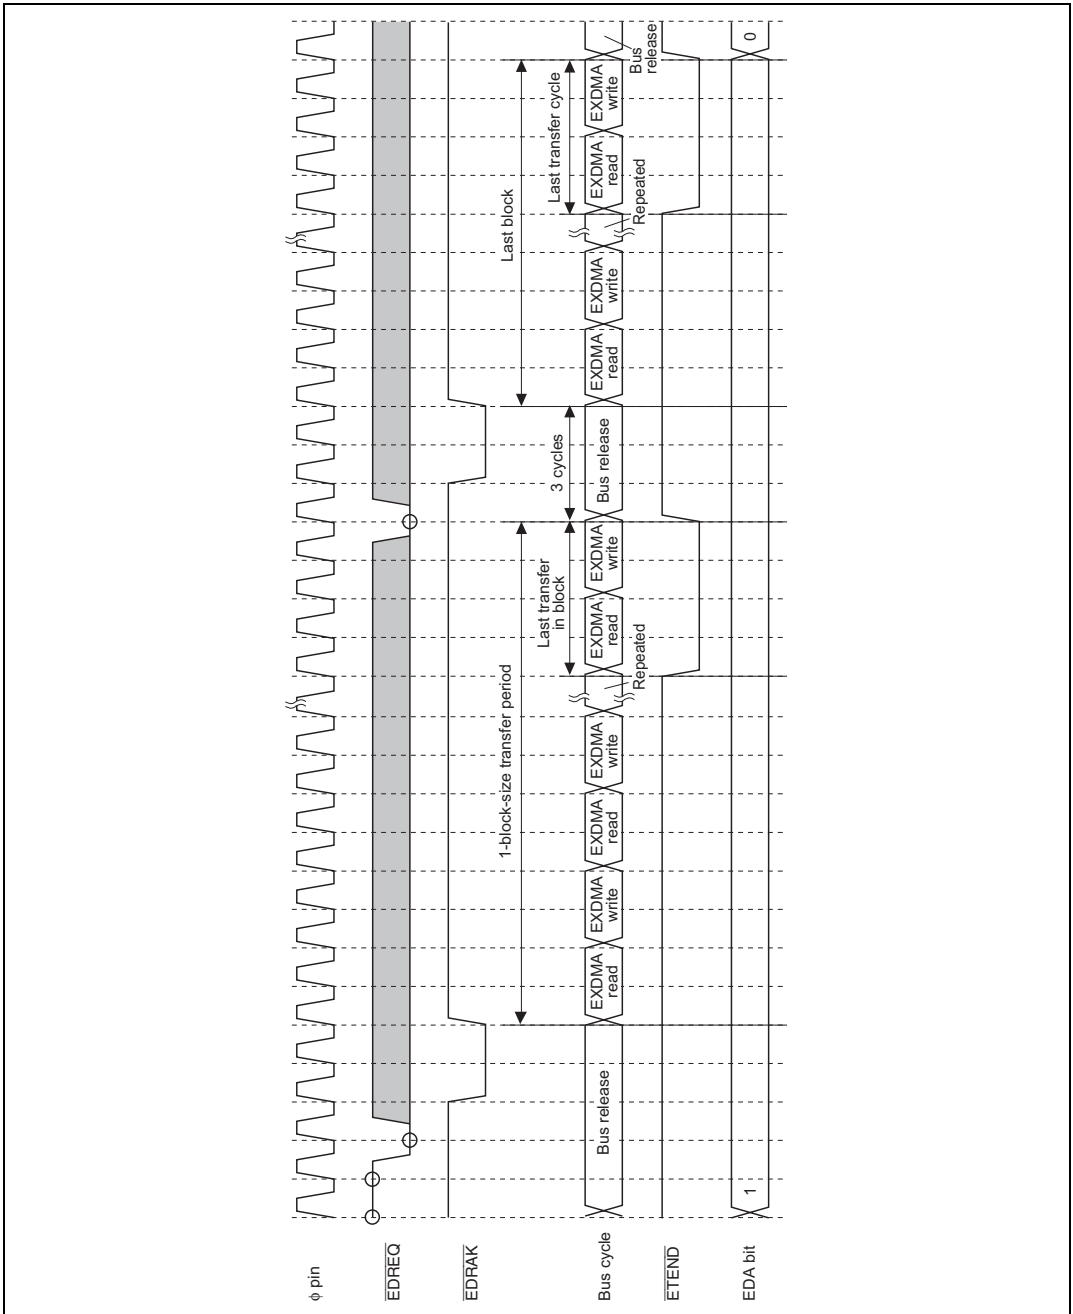 φ pin
EDREQ
EDRAK
1-block-size transfer period
Last block
Last transfer
in block
3 cycles
Last transfer cycle
Bus cycle
Bus release
EXDMA
read
EXDMA
write
EXDMA
read
EXDMA
write
Repeated
EXDMA
read
EXDMA
write
Bus release
EXDMA
read
EXDMA
write
Repeated
EXDMA
read
EXDMA
write
Bus
release
ETEND
EDA bit
1
0